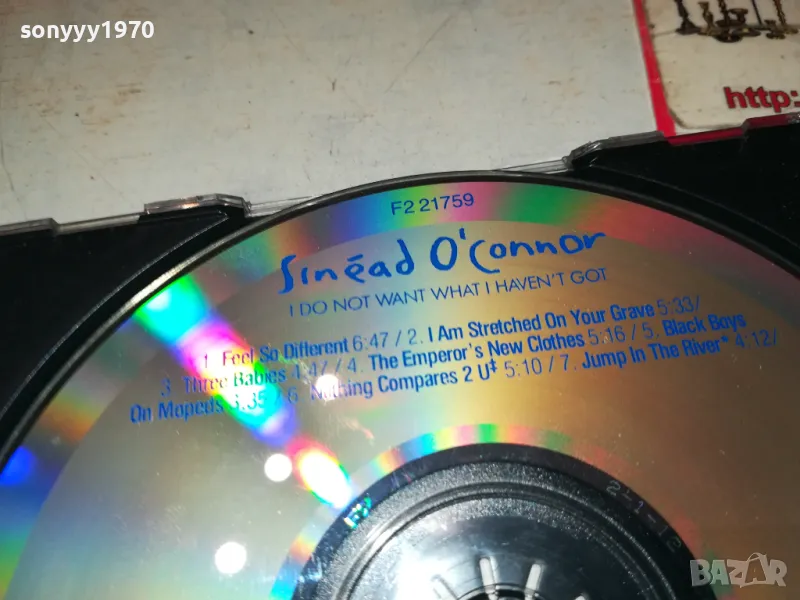 sonyyy1970
http:
F2 21759
Sinéad O'Connor
I DO NOT WANT WHAT I HAVEN'T GOT
1. Feel So Different 6:47 / 2. I Am Stretched On Your Grave 5:33/
3. Three Babies 4:47 / 4. The Emperor's New Clothes 5:16 / 5. Black Boys
On Mopeds 3:35 / 6. Nothing Compares 2 U‡ 5:10 / 7. Jump In The River* 4:12/
BAZAR